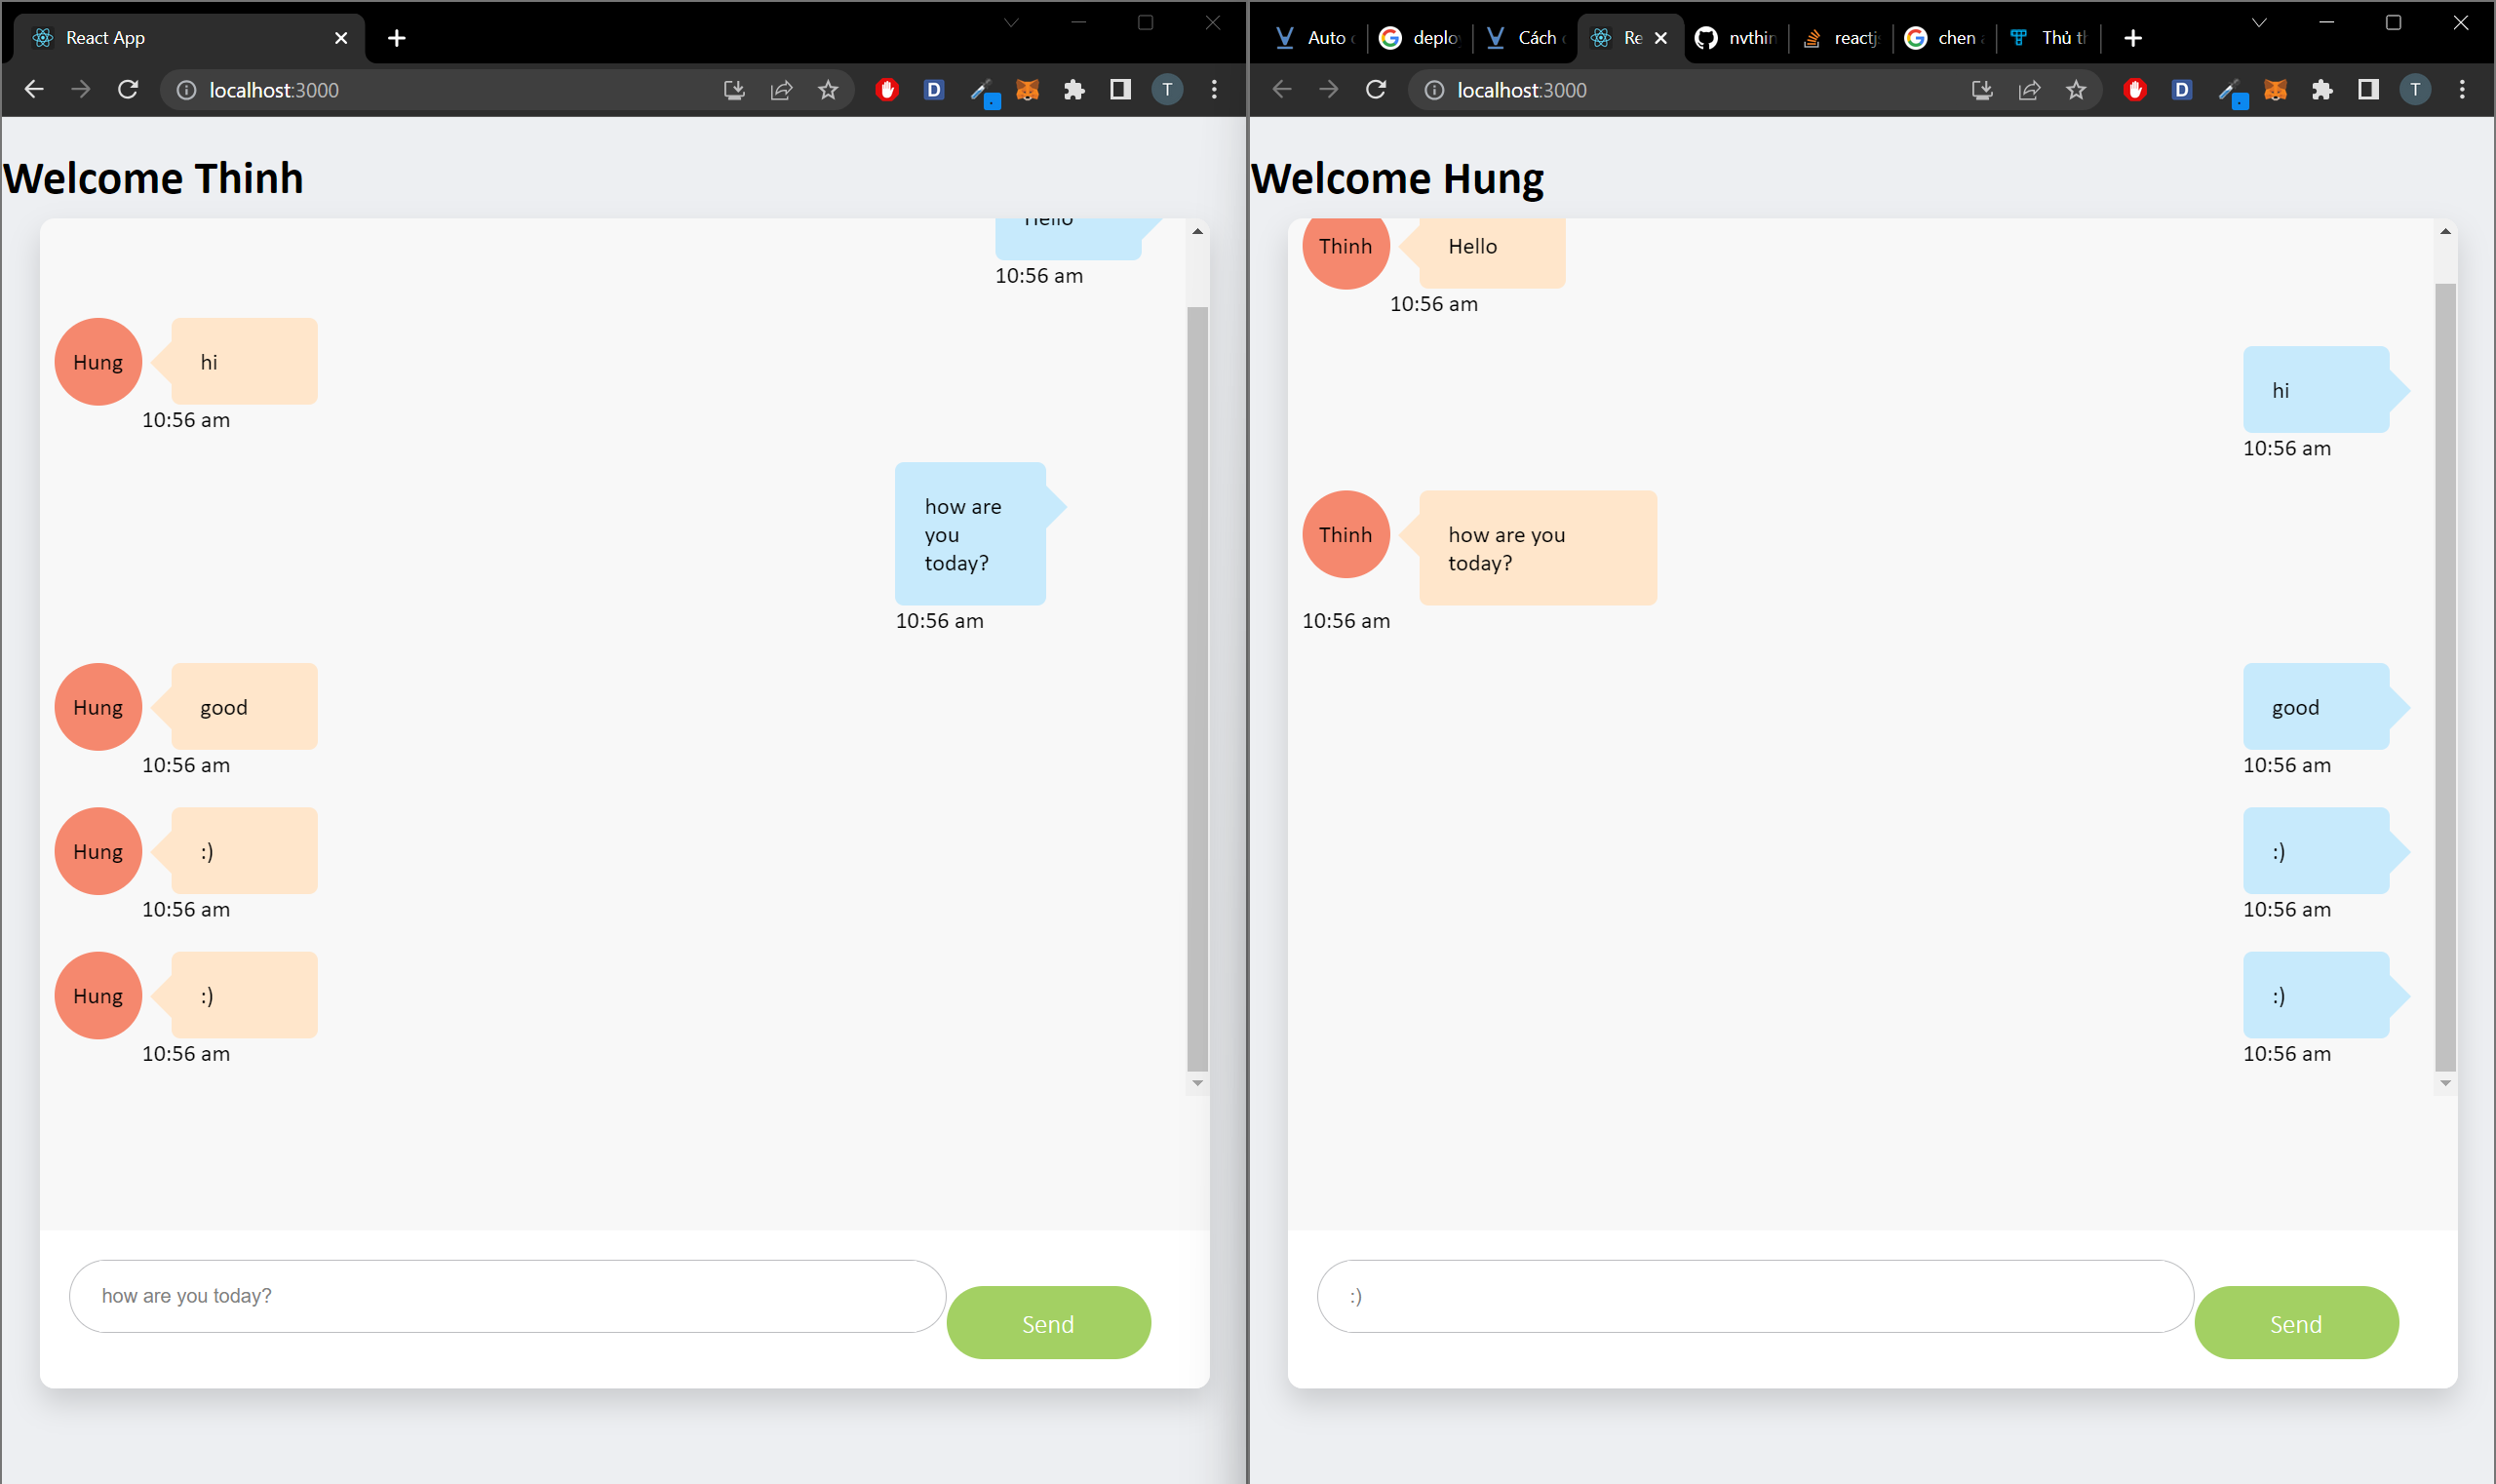 React App
localhost:3000
Welcome Thinh
Hello
10:56 am
Hung
hi
10:56 am
how are
you
today?
10:56 am
Hung
good
10:56 am
Hung
:)
10:56 am
Hung
:)
10:56 am
how are you today?
Send
Auto
Cách
Re
reactj
chen
Thủ
localhost:3000
Welcome Hung
Thinh
Hello
10:56 am
hi
10:56 am
Thinh
how are you
today?
10:56 am
good
10:56 am
:)
10:56 am
:)
10:56 am
:)
Send